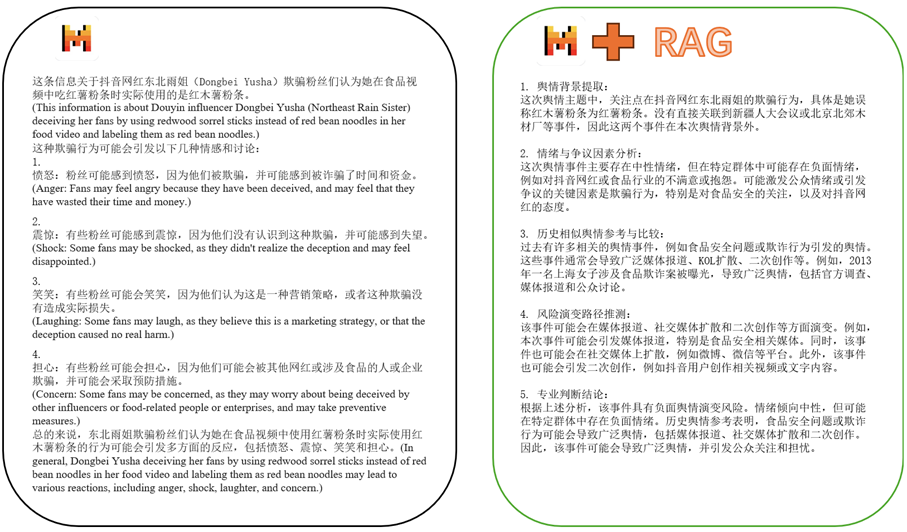 这条信息关于抖音网红东北雨姐（Dongbei Yusha）欺骗粉丝们认为她在食品视
频中吃红薯粉条时实际使用的是红木薯粉条。
(This information is about Douyin influencer Dongbei Yusha (Northeast Rain Sister)
deceiving her fans by using redwood sorrel sticks instead of red bean noodles in her
food video and labeling them as red bean noodles.)
这种欺骗行为可能会引发以下几种情感和讨论:
1.
愤怒: 粉丝可能感到愤怒，因为他们被欺骗，并可能感到被诈骗了时间和资金。
(Anger: Fans may feel angry because they have been deceived, and may feel that they
have wasted their time and money.)
2.
震惊: 有些粉丝可能感到震惊，因为他们没有认识到这种欺骗，并可能感到失望。
(Shock: Some fans may be shocked, as they didn't realize the deception and may feel
disappointed.)
3.
笑笑: 有些粉丝可能会笑笑，因为他们认为这是一种营销策略，或者这种欺骗没
有造成实际损失。
(Laughing: Some fans may laugh, as they believe this is a marketing strategy, or that the
deception caused no real harm.)
4.
担心: 有些粉丝可能会担心，因为他们可能会被其他网红或涉及食品的人或企业
欺骗，并可能会采取预防措施。
(Concern: Some fans may be concerned, as they may worry about being deceived by
other influencers or food-related people or enterprises, and may take preventive
measures.)
总的来说，东北雨姐欺骗粉丝们认为她在食品视频中使用红薯粉条时实际使用红
木薯粉条的行为可能会引发多方面的反应，包括愤怒、震惊、笑笑和担心。(In
general, Dongbei Yusha deceiving her fans by using redwood sorrel sticks instead of red
bean noodles in her food video and labeling them as red bean noodles may lead to
various reactions, including anger, shock, laughter, and concern.)
RAG
1. 舆情背景提取:
这次舆情主题中，关注点在抖音网红东北雨姐的欺骗行为，具体是她误
称红木薯粉条为红薯粉条。没有直接关联到新疆人大会议或北京北郊木
材厂等事件，因此这两个事件在本次舆情背景外。
2. 情绪与争议因素分析:
这次舆情事件主要存在中性情绪，但在特定群体中可能存在负面情绪，
例如对抖音网红或食品行业的不满意或抱怨。可能激发公众情绪或引发
争议的关键因素是欺骗行为，特别是对食品安全的关注，以及对抖音网
红的态度。
3. 历史相似舆情参考与比较:
过去有许多相关的舆情事件，例如食品安全问题或欺诈行为引发的舆情。
这些事件通常会导致广泛媒体报道、KOL扩散、二次创作等。例如，2013
年一名上海女子涉及食品欺诈案被曝光，导致广泛舆情，包括官方调查、
媒体报道和公众讨论。
4. 风险演变路径推测:
该事件可能会在媒体报道、社交媒体扩散和二次创作等方面演变。例如，
本次事件可能会引发媒体报道，特别是食品安全相关媒体。同时，该事
件也可能会在社交媒体上扩散，例如微博、微信等平台。此外，该事件
也可能会引发二次创作，例如抖音用户创作相关视频或文字内容。
5. 专业判断结论:
根据上述分析，该事件具有负面舆情演变风险。情绪倾向中性，但可能
在特定群体中存在负面情绪。历史舆情参考表明，食品安全问题或欺诈
行为可能会导致广泛舆情，包括媒体报道、社交媒体扩散和二次创作。
因此，该事件可能会导致广泛舆情，并引发公众关注和担忧。